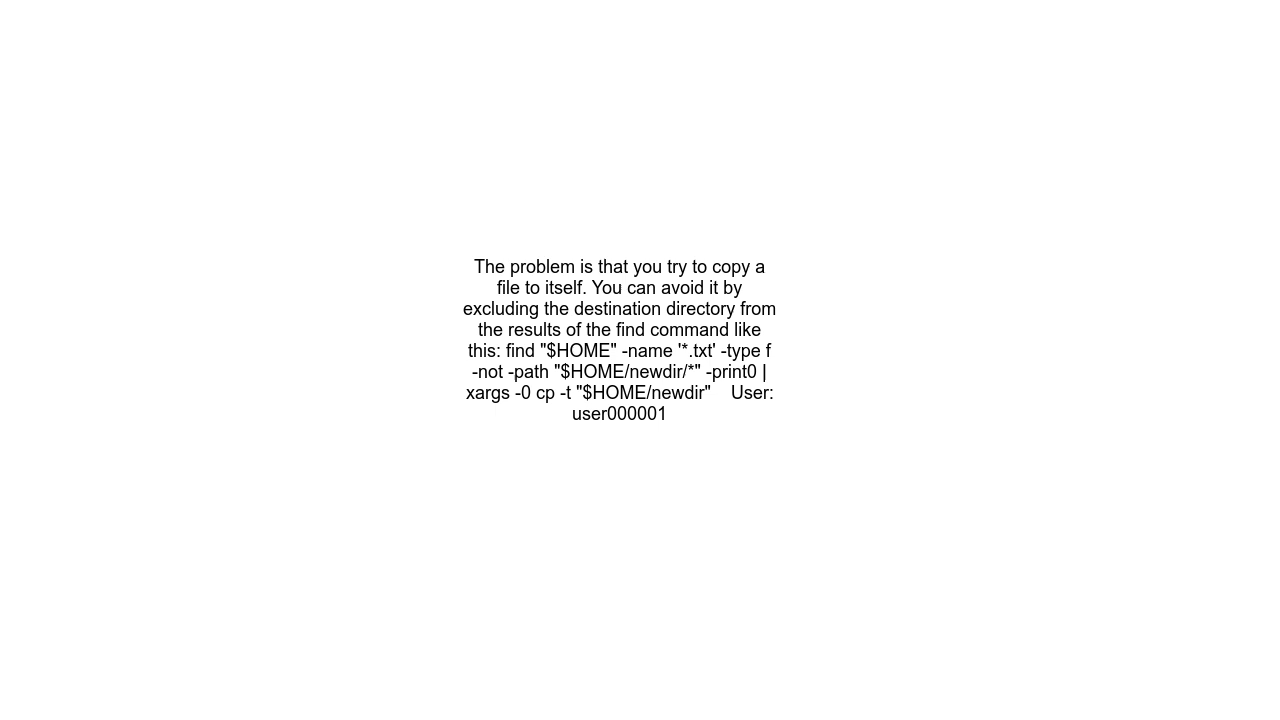 The problem is that you try to copy a
file to itself. You can avoid it by
excluding the destination directory from
the results of the find command like
this: find "$HOME" -name '*.txt' -type f
-not -path "$HOME/newdir/*" -print0 |
xargs -0 cp -t "$HOME/newdir"    User:
user000001